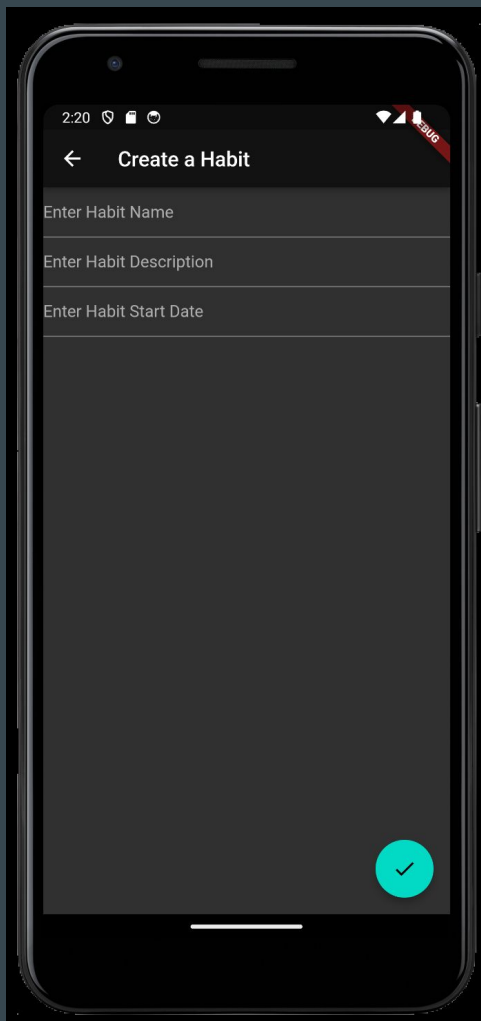 2:20
DEBUG
Create a Habit
Enter Habit Name
Enter Habit Description
Enter Habit Start Date